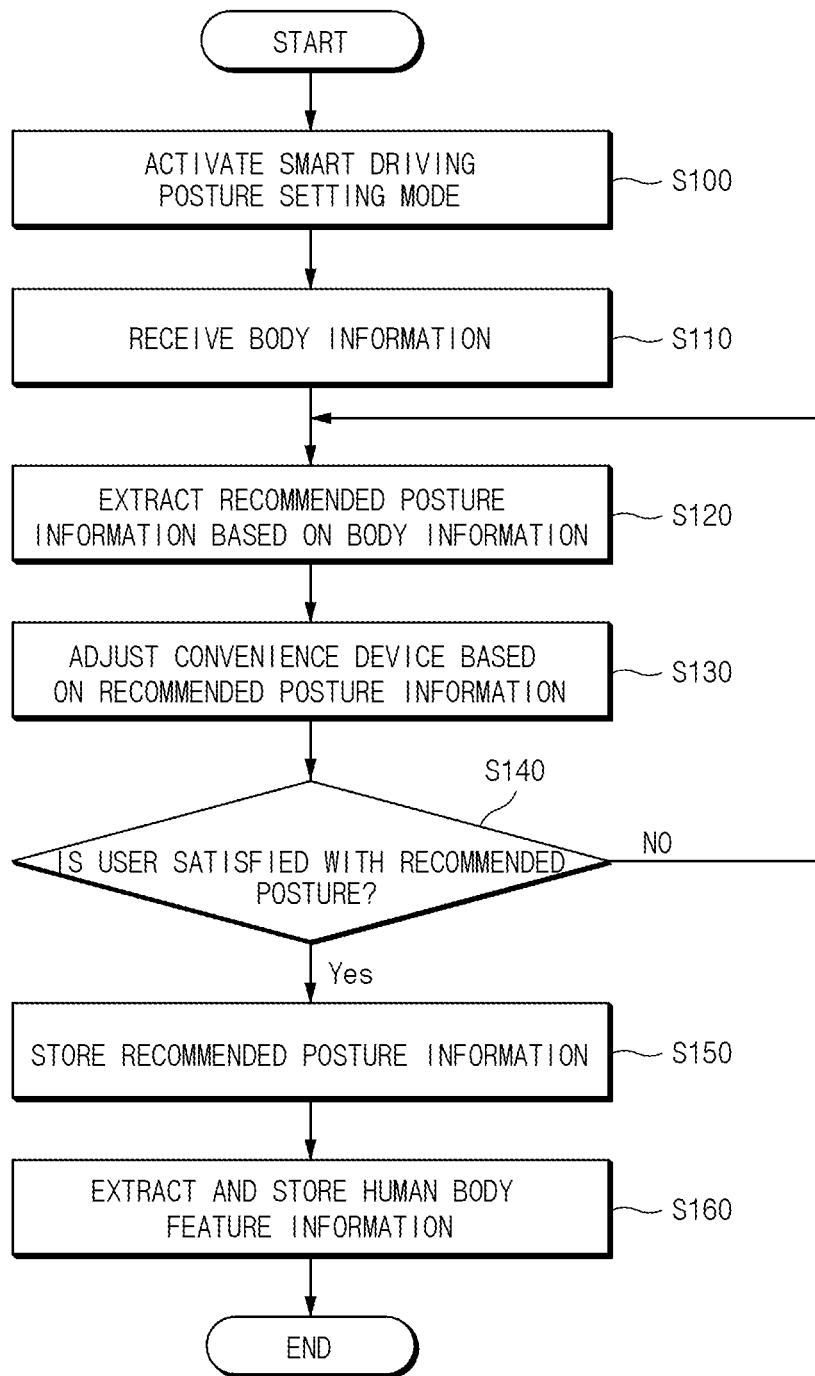 START
ACTIVATE SMART DRIVING
POSTURE SETTING MODE
S100
RECEIVE BODY INFORMATION
S110
EXTRACT RECOMMENDED POSTURE
INFORMATION BASED ON BODY INFORMATION
S120
ADJUST CONVENIENCE DEVICE BASED
ON RECOMMENDED POSTURE INFORMATION
S130
S140
IS USER SATISFIED WITH RECOMMENDED
POSTURE?
NO
Yes
STORE RECOMMENDED POSTURE INFORMATION
S150
EXTRACT AND STORE HUMAN BODY
FEATURE INFORMATION
S160
END